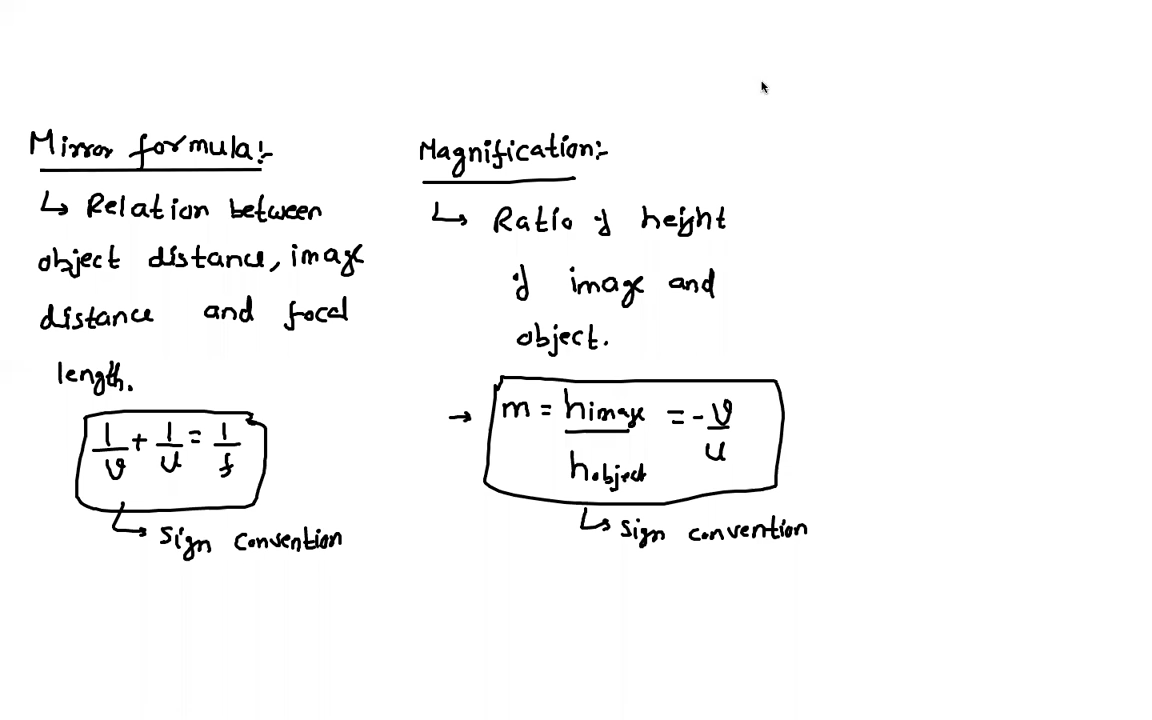 Mirror formula:-
↳ Relation between
object distance, image
distance and focal
length.
1/v + 1/u = 1/f
↳ Sign convention
Magnification:-
↳ Ratio of height
of image and
object.
→ m = himage/hobject = -v/u
↳ Sign convention